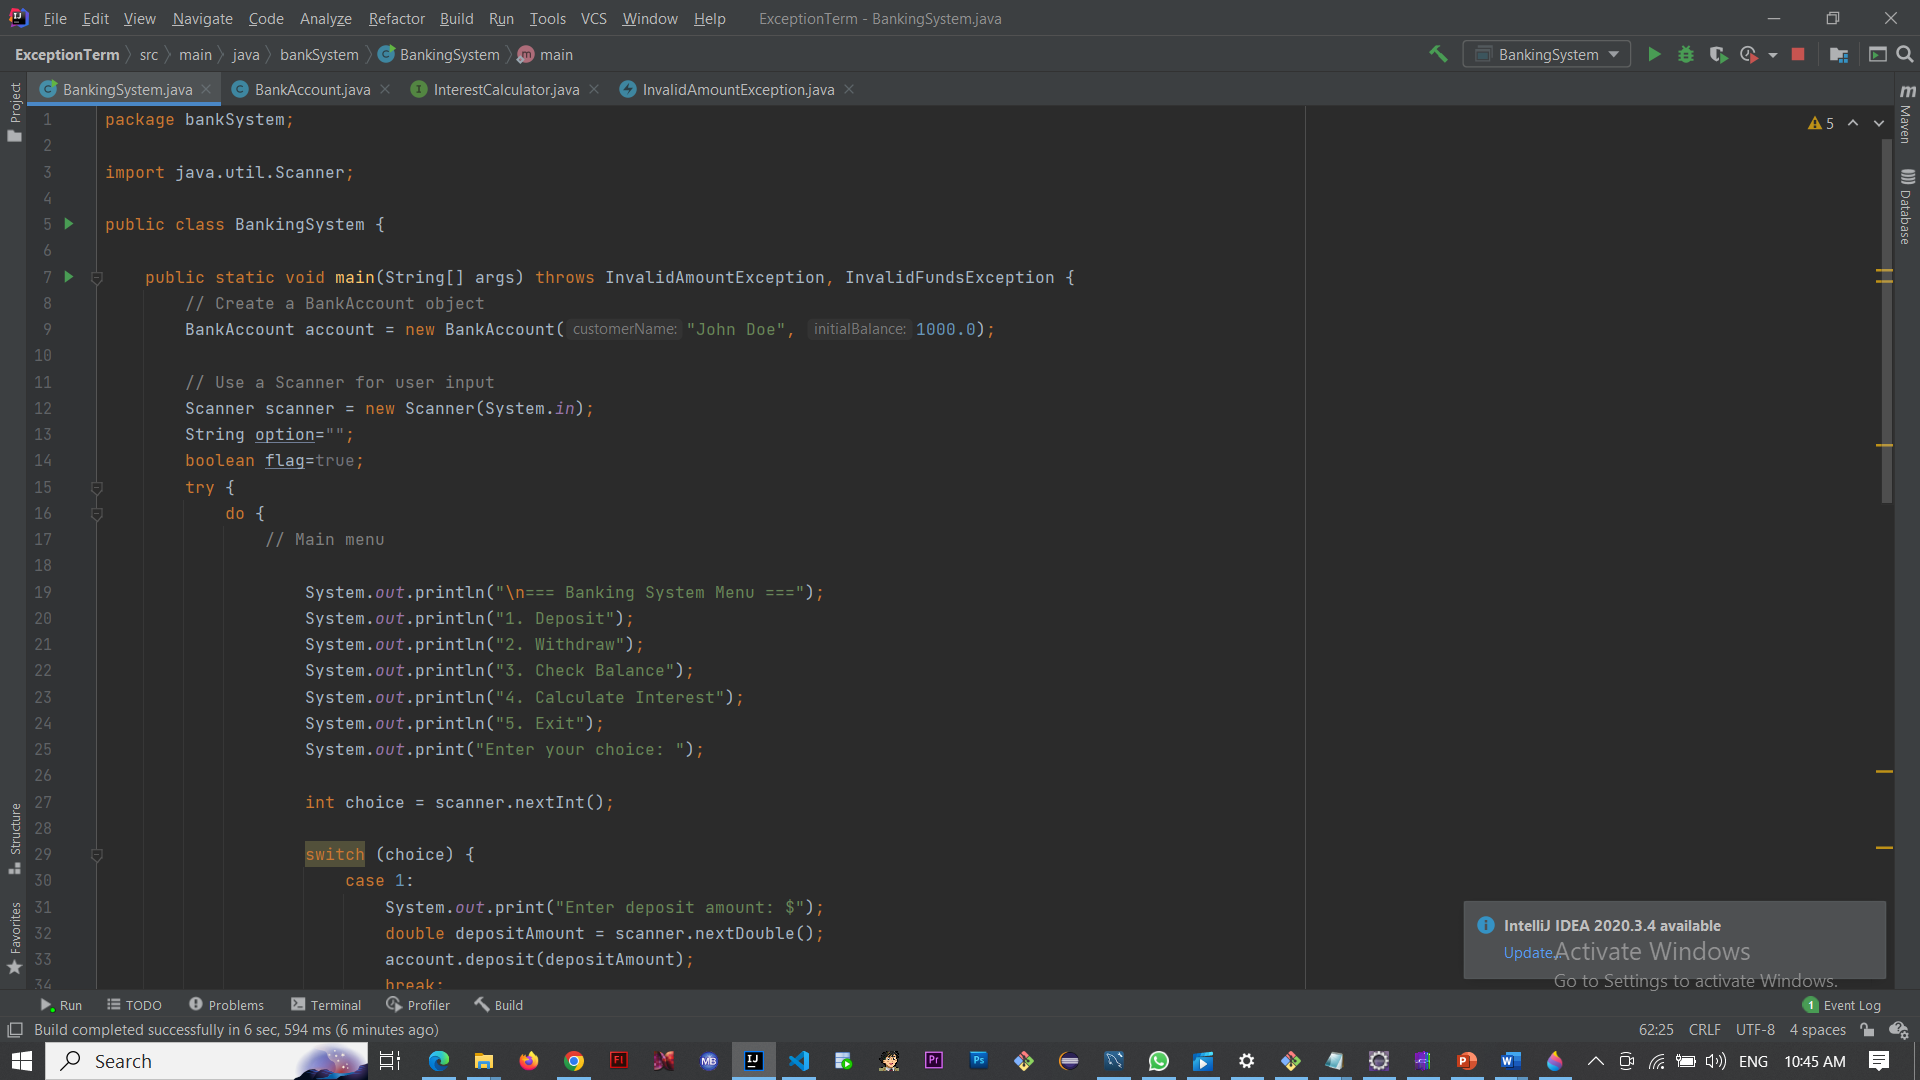 File Edit View Navigate Code Analyze Refactor Build Run Tools VCS Window Help ExceptionTerm - BankingSystem.java
ExceptionTerm src main java bankSystem BankingSystem main BankingSystem
BankingSystem.java BankAccount.java InterestCalculator.java InvalidAmountException.java
Project
Maven
Database
5
1 package bankSystem;
2
3 import java.util.Scanner;
4
5 public class BankingSystem {
6
7 public static void main(String[] args) throws InvalidAmountException, InvalidFundsException {
8 // Create a BankAccount object
9 BankAccount account = new BankAccount( customerName: "John Doe", initialBalance: 1000.0);
10
11 // Use a Scanner for user input
12 Scanner scanner = new Scanner(System.in);
13 String option="";
14 boolean flag=true;
15 try {
16 do {
17 // Main menu
18
19 System.out.println("\n=== Banking System Menu ===");
20 System.out.println("1. Deposit");
21 System.out.println("2. Withdraw");
22 System.out.println("3. Check Balance");
23 System.out.println("4. Calculate Interest");
24 System.out.println("5. Exit");
25 System.out.print("Enter your choice: ");
26
27 int choice = scanner.nextInt();
28
29 switch (choice) {
30 case 1:
31 System.out.print("Enter deposit amount: $");
32 double depositAmount = scanner.nextDouble();
33 account.deposit(depositAmount);
34 break;
Structure
Favorites
IntelliJ IDEA 2020.3.4 available
Update...
Activate Windows
Go to Settings to activate Windows.
Run TODO Problems Terminal Profiler Build 1 Event Log
Build completed successfully in 6 sec, 594 ms (6 minutes ago) 62:25 CRLF UTF-8 4 spaces
Search ENG 10:45 AM